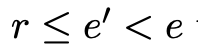 r ≤ e′ < e